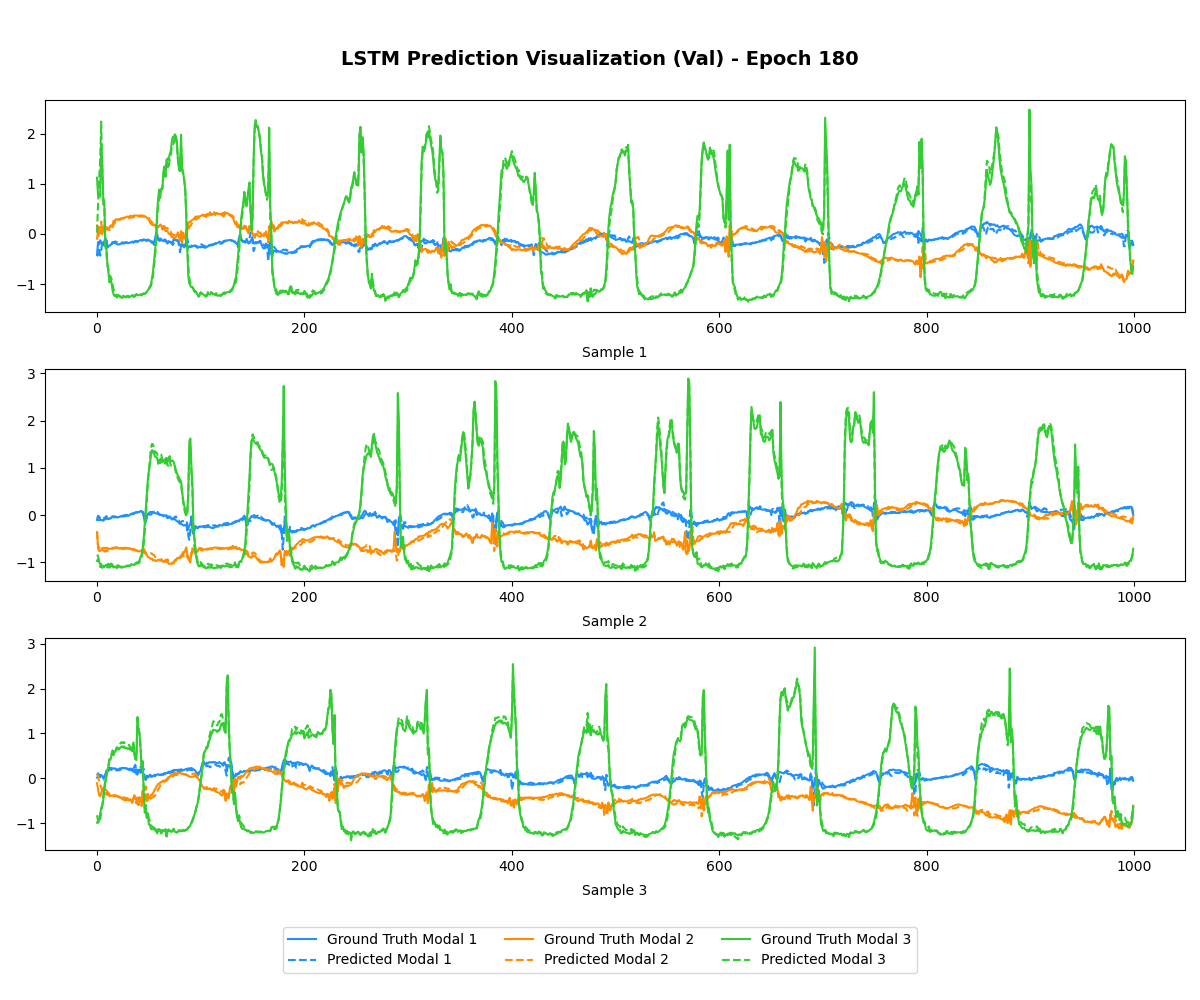 LSTM Prediction Visualization (Val) - Epoch 180
2
1
0
−1
0 200 400 600 800 1000
Sample 1
3
2
1
0
−1
0 200 400 600 800 1000
Sample 2
3
2
1
0
−1
0 200 400 600 800 1000
Sample 3
Ground Truth Modal 1 Ground Truth Modal 2 Ground Truth Modal 3
Predicted Modal 1 Predicted Modal 2 Predicted Modal 3